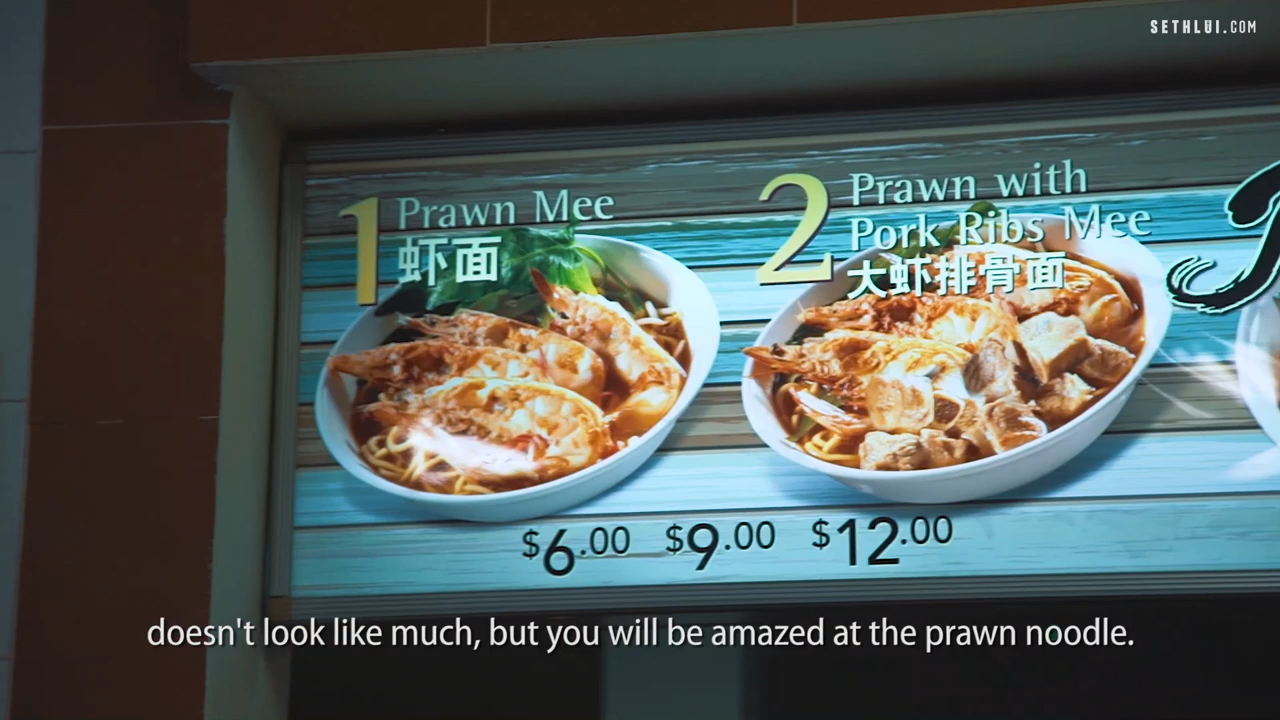 SETHLUI.COM
1 Prawn Mee
虾面
2 Prawn with
Pork Ribs Mee
大虾排骨面
$6.00 $9.00 $12.00
doesn't look like much, but you will be amazed at the prawn noodle.